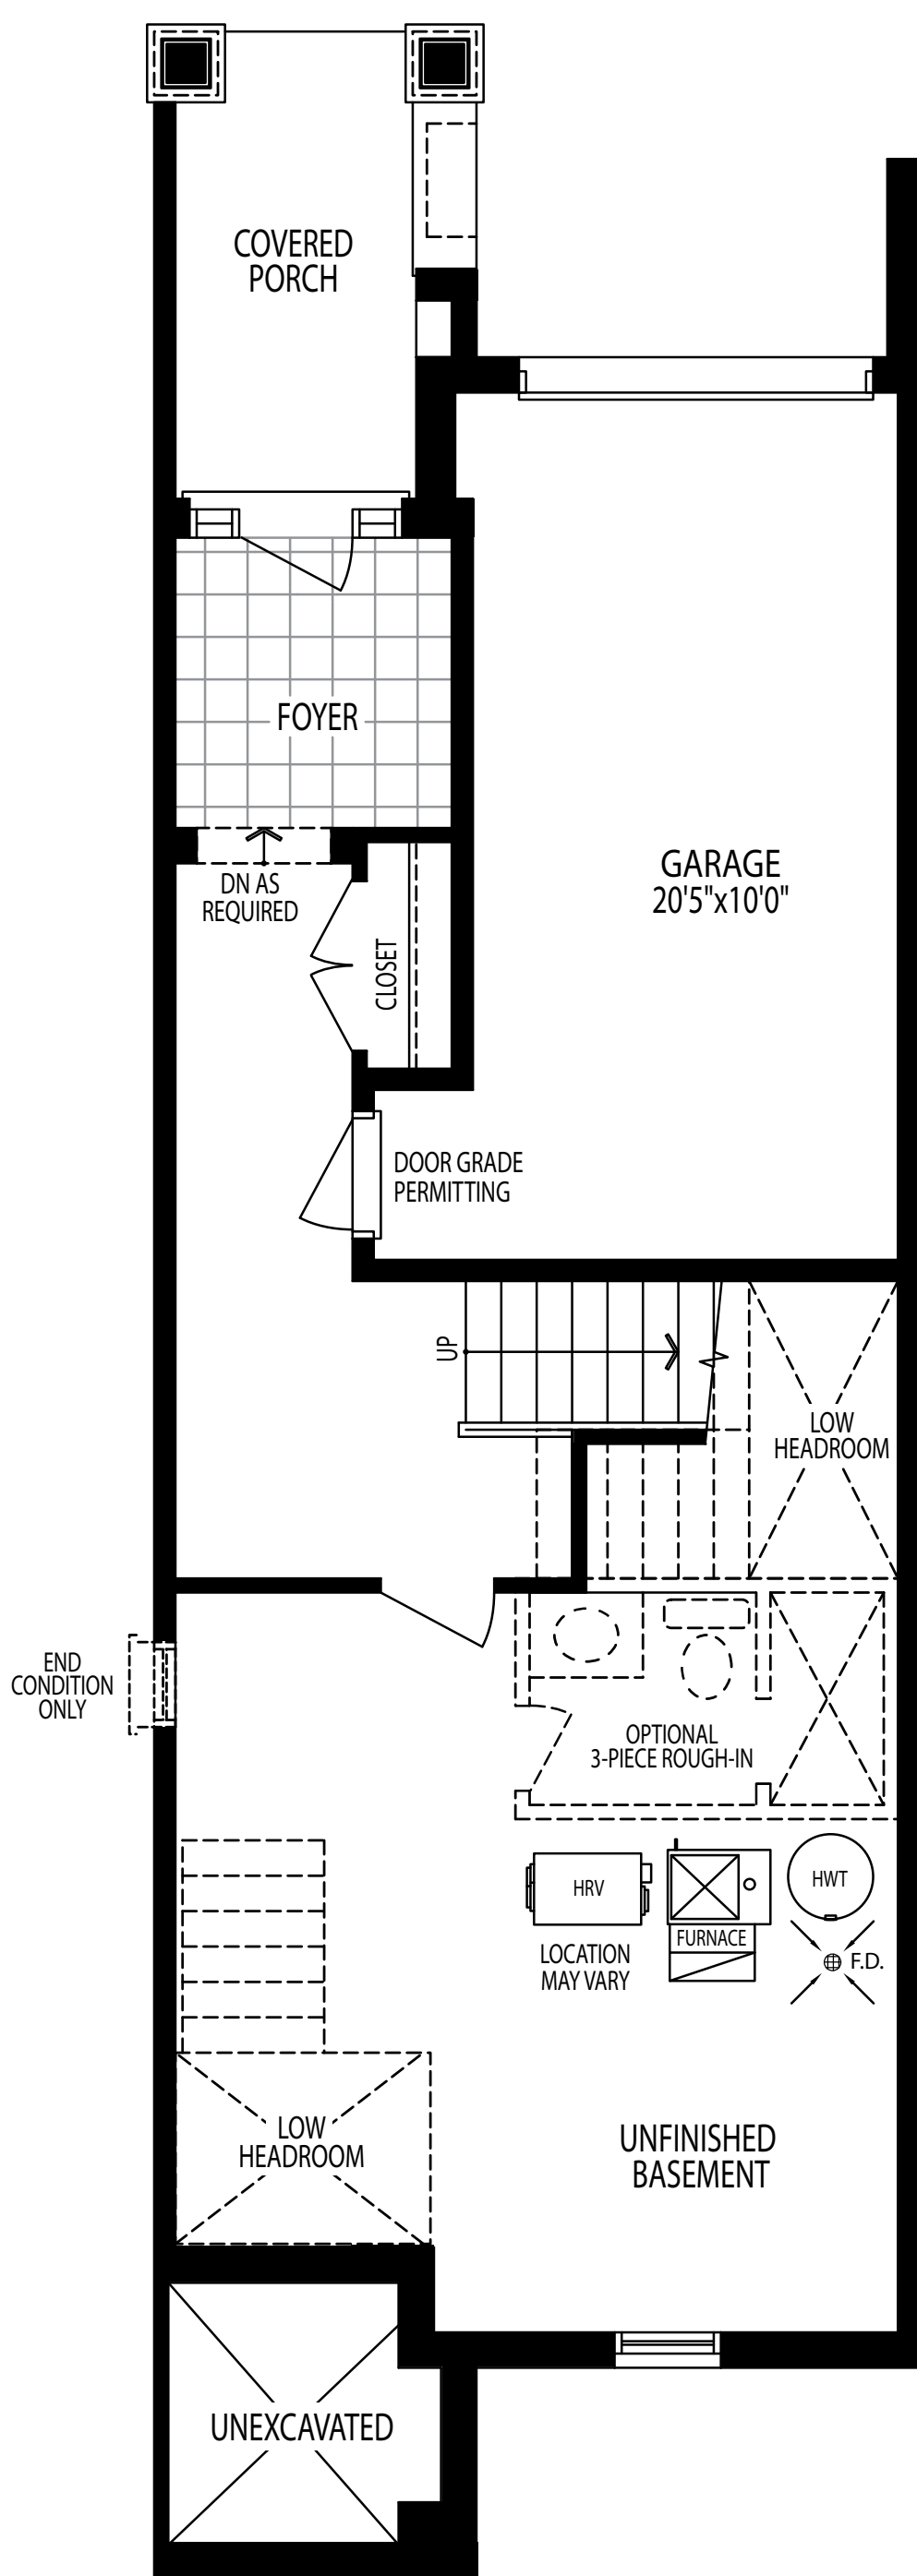 COVERED
PORCH
FOYER
DN AS
REQUIRED
CLOSET
GARAGE
20'5"x10'0"
DOOR GRADE
PERMITTING
UP
LOW
HEADROOM
END
CONDITION
ONLY
OPTIONAL
3-PIECE ROUGH-IN
HRV
LOCATION
MAY VARY
FURNACE
HWT
F.D.
LOW
HEADROOM
UNFINISHED
BASEMENT
UNEXCAVATED